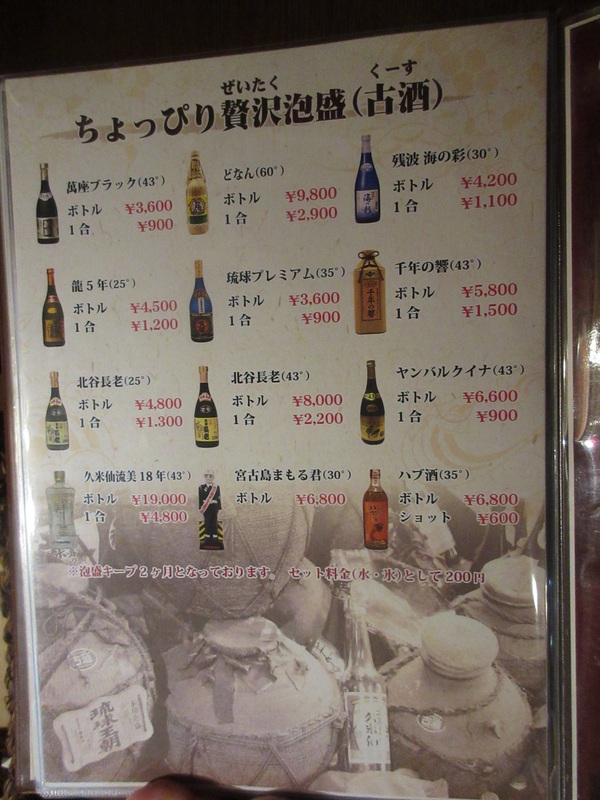 ぜいたく くーす
ちょっぴり贅沢泡盛(古酒)
萬座ブラック(43°)
ボトル ¥3,600
1合 ¥900
どなん(60°)
ボトル ¥9,800
1合 ¥2,900
残波 海の彩(30°)
ボトル ¥4,200
1合 ¥1,100
龍5年(25°)
ボトル ¥4,500
1合 ¥1,200
琉球プレミアム(35°)
ボトル ¥3,600
1合 ¥900
千年の響(43°)
ボトル ¥5,800
1合 ¥1,500
北谷長老(25°)
ボトル ¥4,800
1合 ¥1.300
北谷長老(43°)
ボトル ¥8,000
1合 ¥2,200
ヤンバルクイナ(43°)
ボトル ¥6,600
1合 ¥900
久米仙流美18年(43°)
ボトル ¥19,000
1合 ¥4,800
宮古島まもる君(30°)
ボトル ¥6,800
ハブ酒(35°)
ボトル ¥6,800
ショット ¥600
※泡盛キープ2ヶ月となっております。 セット料金(水・氷)として200円
千年の響
琉球王朝